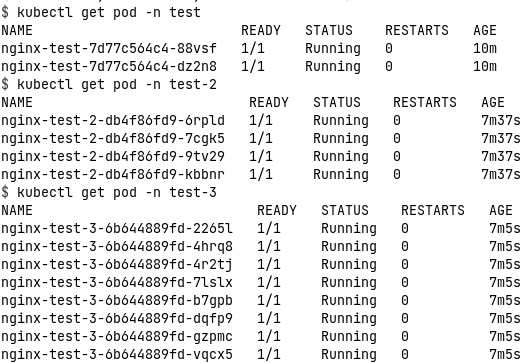 $ kubectl get pod -n test
NAME                          READY   STATUS    RESTARTS   AGE
nginx-test-7d77c564c4-88vsf   1/1     Running   0          10m
nginx-test-7d77c564c4-dz2n8   1/1     Running   0          10m
$ kubectl get pod -n test-2
NAME                           READY   STATUS    RESTARTS   AGE
nginx-test-2-db4f86fd9-6rpld   1/1     Running   0          7m37s
nginx-test-2-db4f86fd9-7cgk5   1/1     Running   0          7m37s
nginx-test-2-db4f86fd9-9tv29   1/1     Running   0          7m37s
nginx-test-2-db4f86fd9-kbbnr   1/1     Running   0          7m37s
$ kubectl get pod -n test-3
NAME                            READY   STATUS    RESTARTS   AGE
nginx-test-3-6b644889fd-2265l   1/1     Running   0          7m5s
nginx-test-3-6b644889fd-4hrq8   1/1     Running   0          7m5s
nginx-test-3-6b644889fd-4r2tj   1/1     Running   0          7m5s
nginx-test-3-6b644889fd-7lslx   1/1     Running   0          7m5s
nginx-test-3-6b644889fd-b7gpb   1/1     Running   0          7m5s
nginx-test-3-6b644889fd-dqfp9   1/1     Running   0          7m5s
nginx-test-3-6b644889fd-gzpmc   1/1     Running   0          7m5s
nginx-test-3-6b644889fd-vqcx5   1/1     Running   0          7m5s